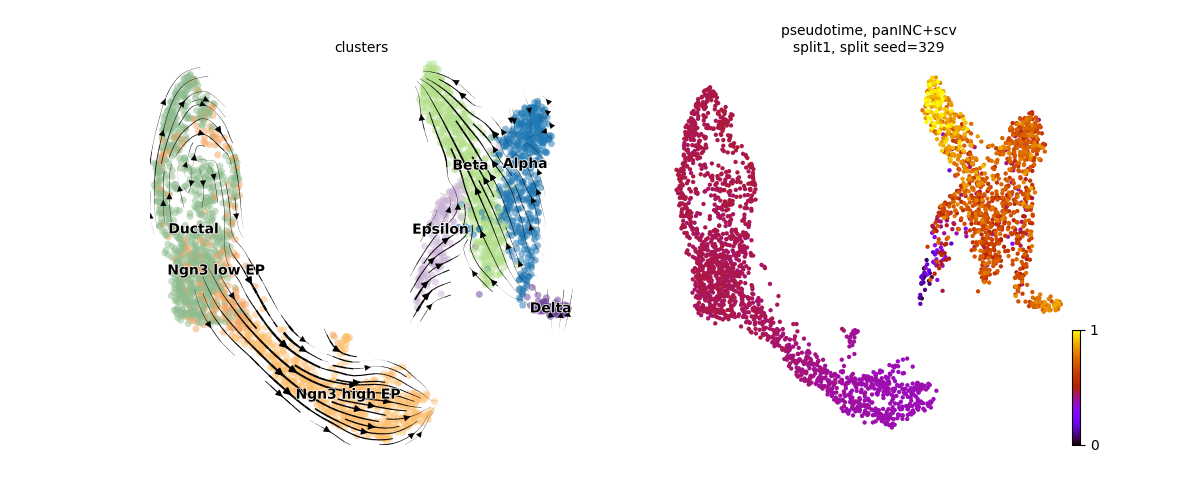 clusters
Beta
Alpha
Ductal
Epsilon
Ngn3 low EP
Delta
Ngn3 high EP
pseudotime, panINC+scv
split1, split seed=329
1
0